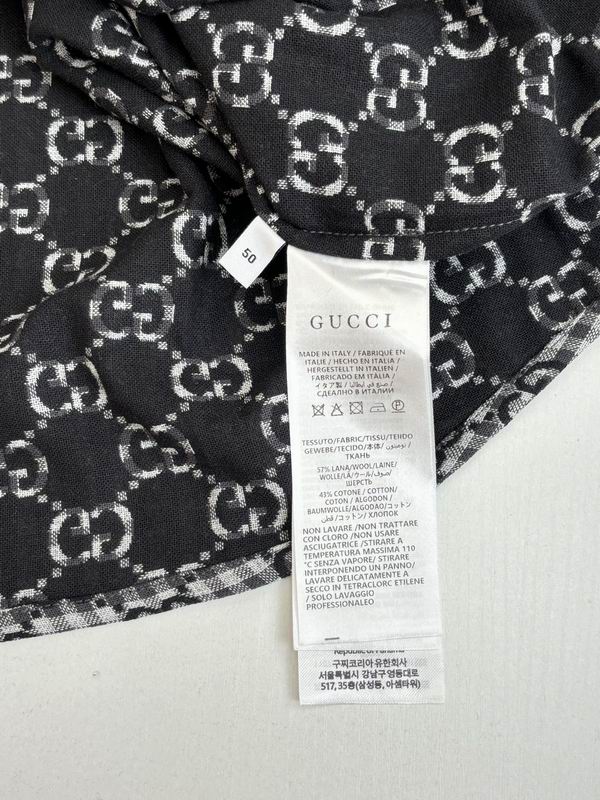 50
GUCCI
MADE IN ITALY / FABRIQUÉ EN
ITALIE / HECHO EN ITALIA /
HERGESTELLT IN ITALIEN /
FABRICADO EM ITALIA /
イタリア製 / صنع في ايطاليا /
СДЕЛАНО В ИТАЛИИ
TESSUTO/FABRIC/TISSU/TEJIDO
GEWEBE/TECIDO/本体/
ТКАНЬ
57% LANA/WOOL/LAINE/
WOLLE/LÃ/ウール/صوف/
ШЕРСТЬ
43% COTONE / COTTON/
COTON / ALGODON /
BAUMWOLLE/ALGODAO/コットン
قطن/コットン/ ХЛОПОК
NON LAVARE /NON TRATTARE
CON CLORO /NON USARE
ASCIUGATRICE /STIRARE A
TEMPERATURA MASSIMA 110
°C SENZA VAPORE/ STIRARE
INTERPONENDO UN PANNO/
LAVARE DELICATAMENTE A
SECCO IN TETRACLORC ETILENE
/ SOLO LAVAGGIO
PROFESSIONALEO
Republic of Panama
구찌코리아유한회사
서울특별시 강남구영동대로
517, 35층(삼성동, 아셈타워)